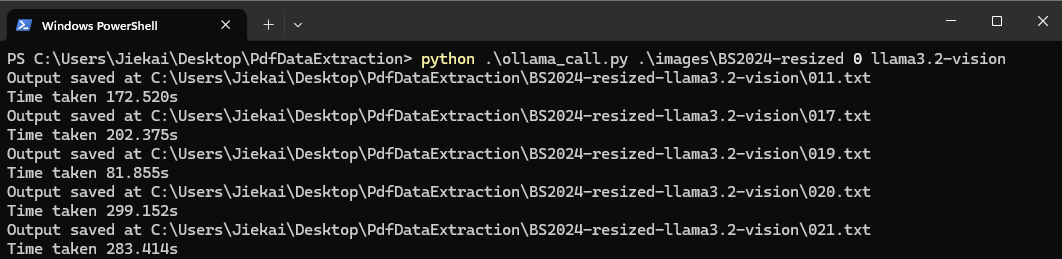 Windows PowerShell
PS C:\Users\Jiekai\Desktop\PdfDataExtraction> python .\ollama_call.py .\images\BS2024-resized 0 llama3.2-vision
Output saved at C:\Users\Jiekai\Desktop\PdfDataExtraction\BS2024-resized-llama3.2-vision\011.txt
Time taken 172.520s
Output saved at C:\Users\Jiekai\Desktop\PdfDataExtraction\BS2024-resized-llama3.2-vision\017.txt
Time taken 202.375s
Output saved at C:\Users\Jiekai\Desktop\PdfDataExtraction\BS2024-resized-llama3.2-vision\019.txt
Time taken 81.855s
Output saved at C:\Users\Jiekai\Desktop\PdfDataExtraction\BS2024-resized-llama3.2-vision\020.txt
Time taken 299.152s
Output saved at C:\Users\Jiekai\Desktop\PdfDataExtraction\BS2024-resized-llama3.2-vision\021.txt
Time taken 283.414s